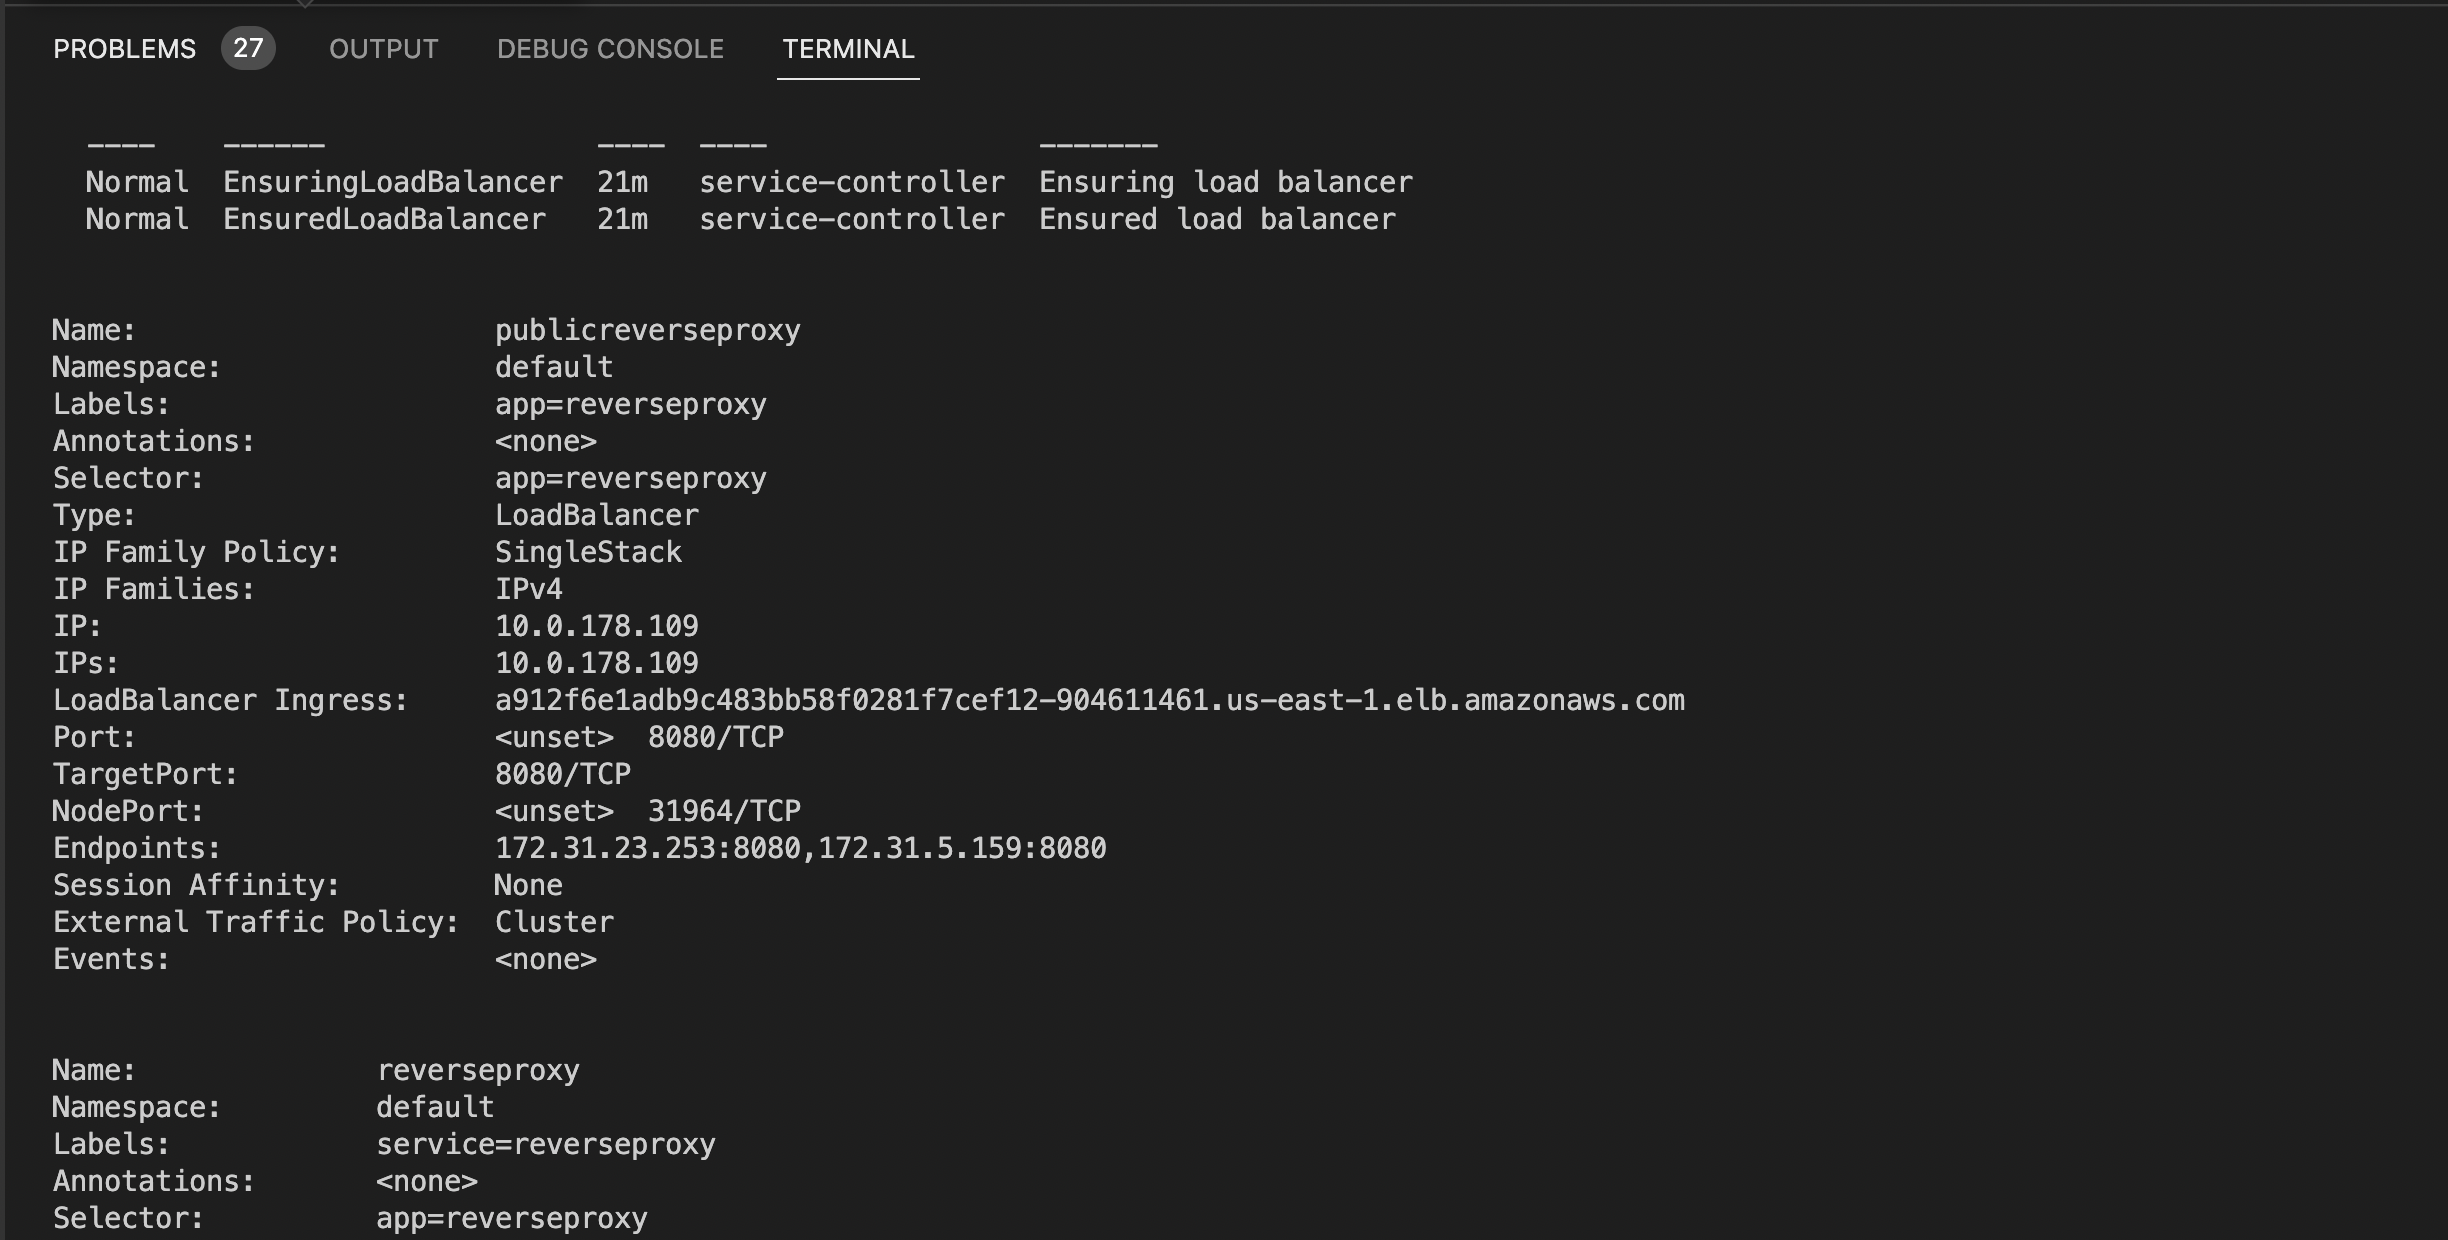 PROBLEMS 27 OUTPUT DEBUG CONSOLE TERMINAL
---- ------ ---- ---- -------
Normal EnsuringLoadBalancer 21m service-controller Ensuring load balancer
Normal EnsuredLoadBalancer 21m service-controller Ensured load balancer
Name: publicreverseproxy
Namespace: default
Labels: app=reverseproxy
Annotations: <none>
Selector: app=reverseproxy
Type: LoadBalancer
IP Family Policy: SingleStack
IP Families: IPv4
IP: 10.0.178.109
IPs: 10.0.178.109
LoadBalancer Ingress: a912f6e1adb9c483bb58f0281f7cef12-904611461.us-east-1.elb.amazonaws.com
Port: <unset> 8080/TCP
TargetPort: 8080/TCP
NodePort: <unset> 31964/TCP
Endpoints: 172.31.23.253:8080,172.31.5.159:8080
Session Affinity: None
External Traffic Policy: Cluster
Events: <none>
Name: reverseproxy
Namespace: default
Labels: service=reverseproxy
Annotations: <none>
Selector: app=reverseproxy